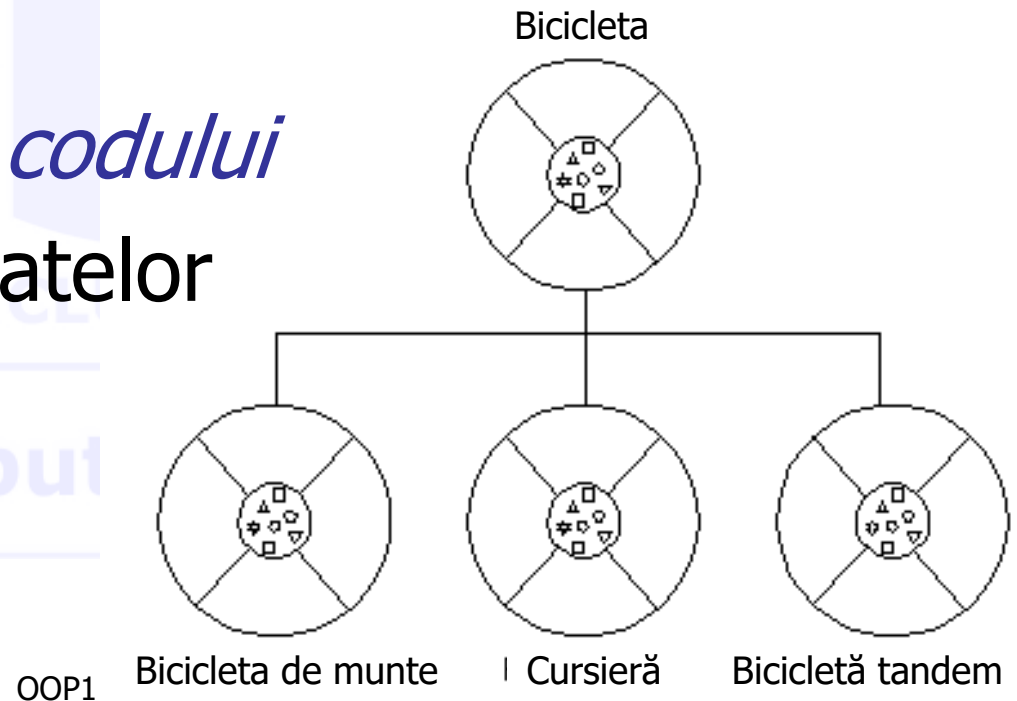 Bicicleta
codului
atelor
Bicicleta de munte
Cursieră
Bicicletă tandem
OOP1